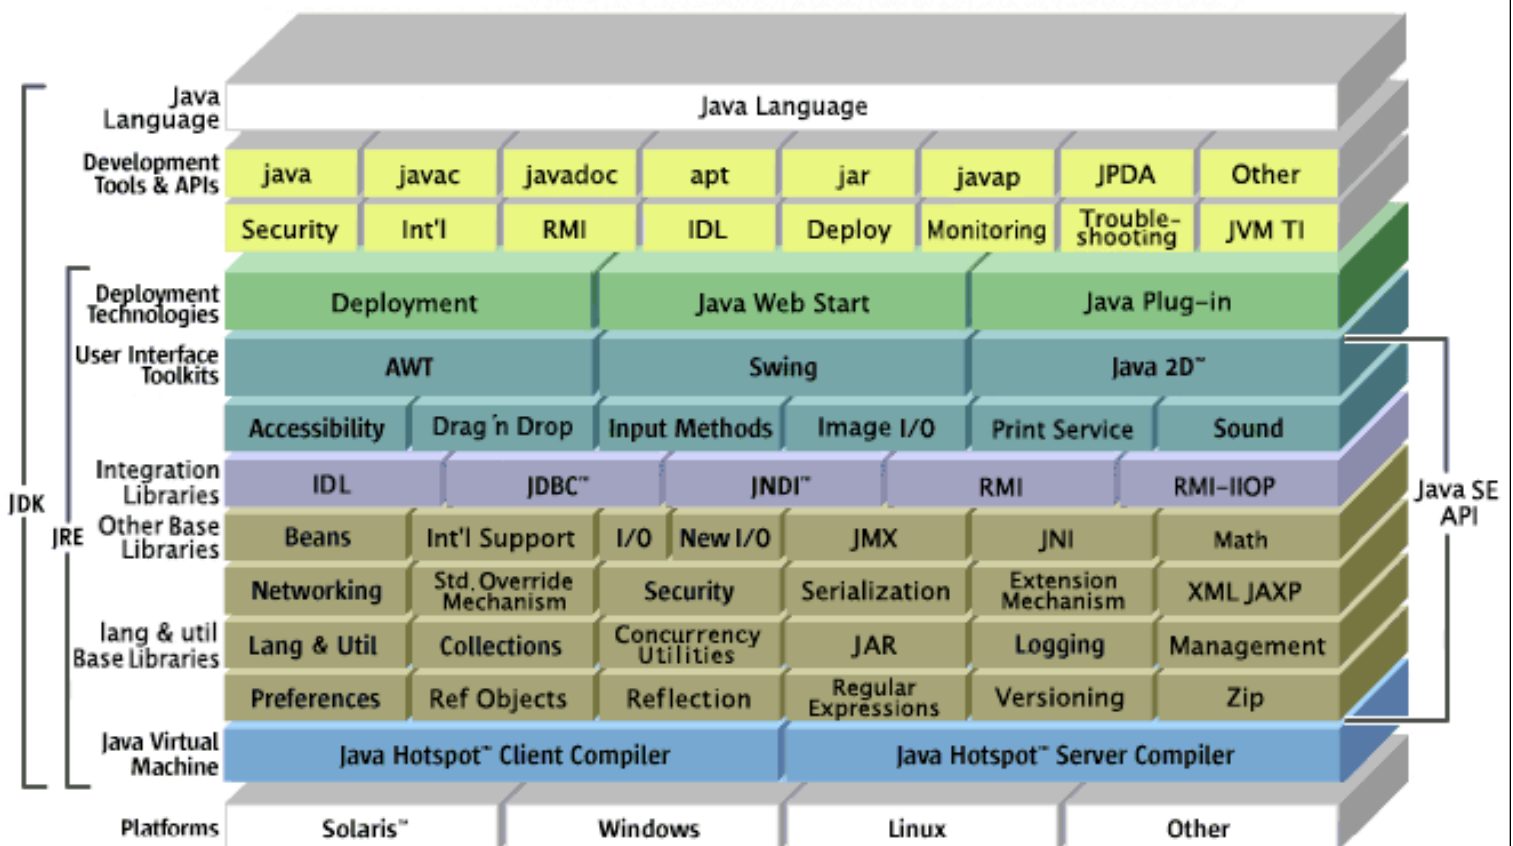 Java
Language
Java Language
Development
Tools & APIs
java
javac
javadoc
apt
jar
javap
JPDA
Other
Security
Int'l
RMI
IDL
Deploy
Monitoring
Trouble-
shooting
JVM TI
Deployment
Technologies
Deployment
Java Web Start
Java Plug-in
User Interface
Toolkits
AWT
Swing
Java 2D™
Accessibility
Drag´n Drop
Input Methods
Image I/O
Print Service
Sound
Integration
Libraries
IDL
JDBC™
JNDI™
RMI
RMI-IIOP
JDK
JRE
Java SE
API
Other Base
Libraries
Beans
Int'l Support
I/O
New I/O
JMX
JNI
Math
Networking
Std. Override
Mechanism
Security
Serialization
Extension
Mechanism
XML JAXP
lang & util
Base Libraries
Lang & Util
Collections
Concurrency
Utilities
JAR
Logging
Management
Preferences
Ref Objects
Reflection
Regular
Expressions
Versioning
Zip
Java Virtual
Machine
Java Hotspot™ Client Compiler
Java Hotspot™ Server Compiler
Platforms
Solaris™
Windows
Linux
Other